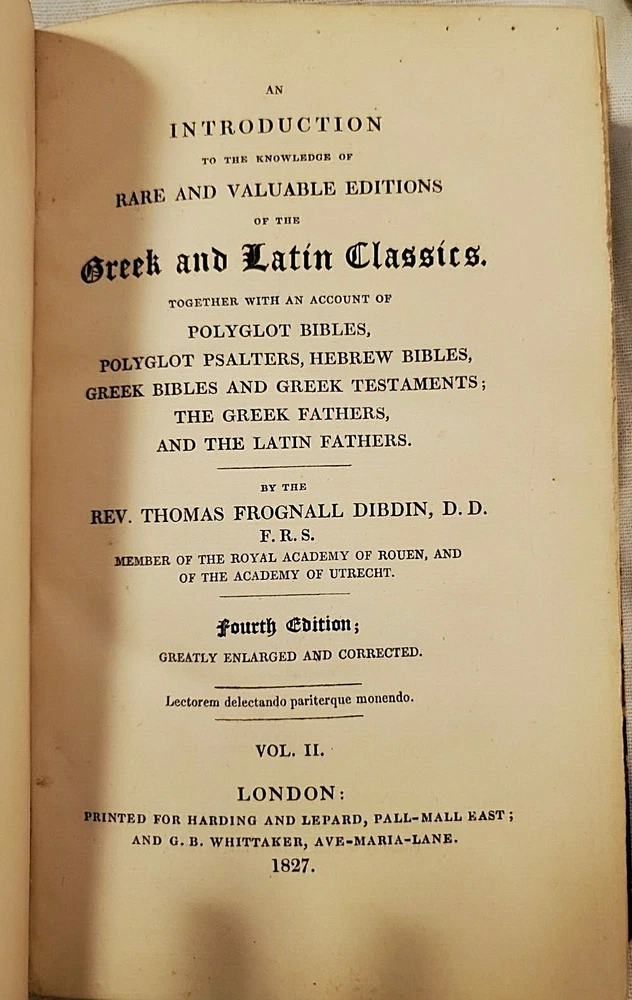 AN
INTRODUCTION
TO THE KNOWLEDGE OF
RARE AND VALUABLE EDITIONS
OF THE
Greek and Latin Classics.
TOGETHER WITH AN ACCOUNT OF
POLYGLOT BIBLES,
POLYGLOT PSALTERS, HEBREW BIBLES,
GREEK BIBLES AND GREEK TESTAMENTS;
THE GREEK FATHERS,
AND THE LATIN FATHERS.
BY THE
REV. THOMAS FROGNALL DIBDIN, D. D.
F. R. S.
MEMBER OF THE ROYAL ACADEMY OF ROUEN, AND
OF THE ACADEMY OF UTRECHT.
Fourth Edition;
GREATLY ENLARGED AND CORRECTED.
Lectorem delectando pariterque monendo.
VOL. II.
LONDON:
PRINTED FOR HARDING AND LEPARD, PALL-MALL EAST;
AND G. B. WHITTAKER, AVE-MARIA-LANE.
1827.